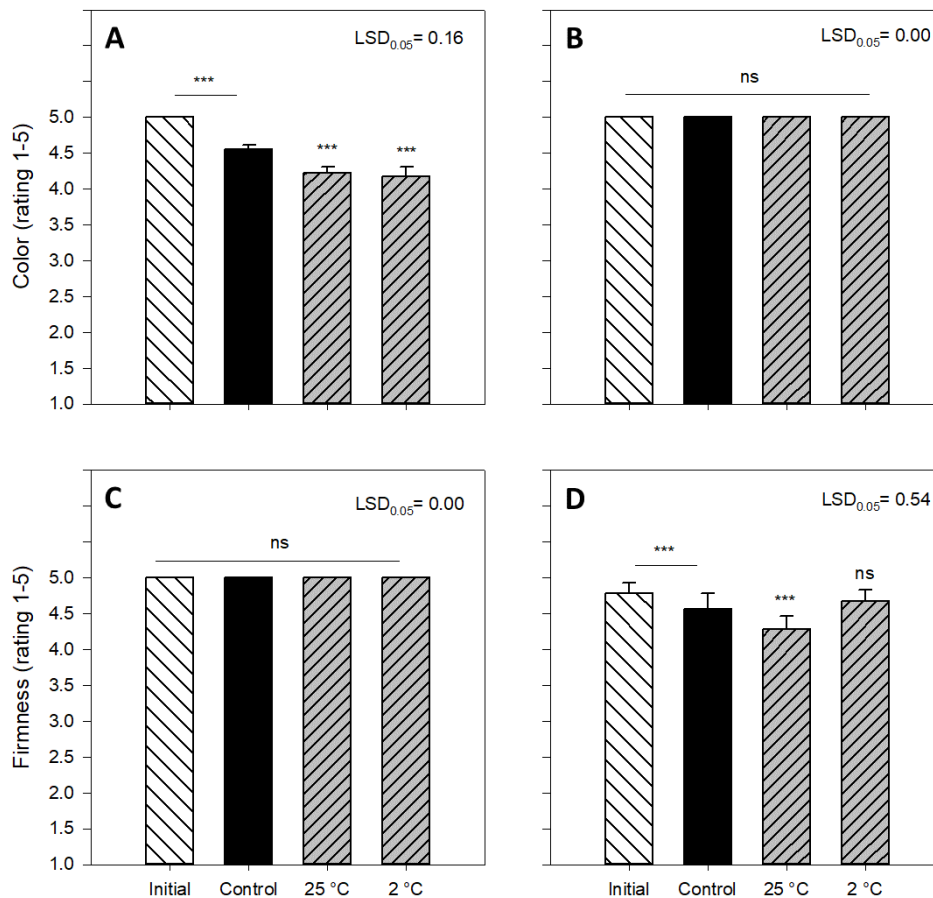 A
LSD0.05= 0.16
***
***
***
Color (rating 1-5)
5.0
4.5
4.0
3.5
3.0
2.5
2.0
1.5
1.0
B
LSD0.05= 0.00
ns
C
LSD0.05= 0.00
ns
Firmness (rating 1-5)
5.0
4.5
4.0
3.5
3.0
2.5
2.0
1.5
1.0
Initial Control 25 °C 2 °C
D
LSD0.05= 0.54
***
***
ns
Initial Control 25 °C 2 °C